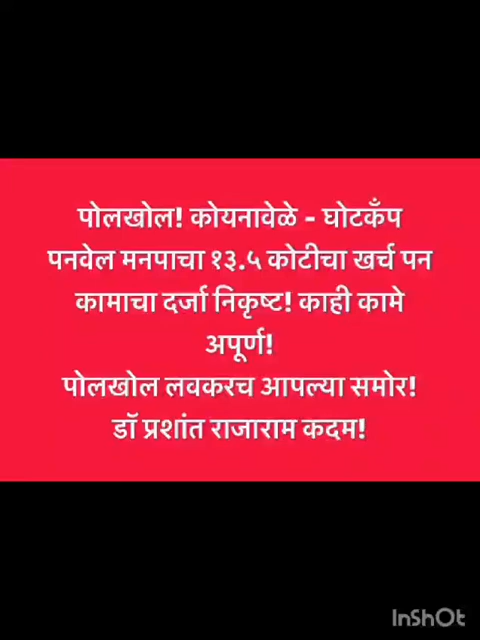 पोलखोल! कोयनावेळे - घोटकँप
पनवेल मनपाचा १३.५ कोटीचा खर्च पन
कामाचा दर्जा निकृष्ट! काही कामे
अपूर्ण!
पोलखोल लवकरच आपल्या समोर!
डॉ प्रशांत राजाराम कदम!
InShOt